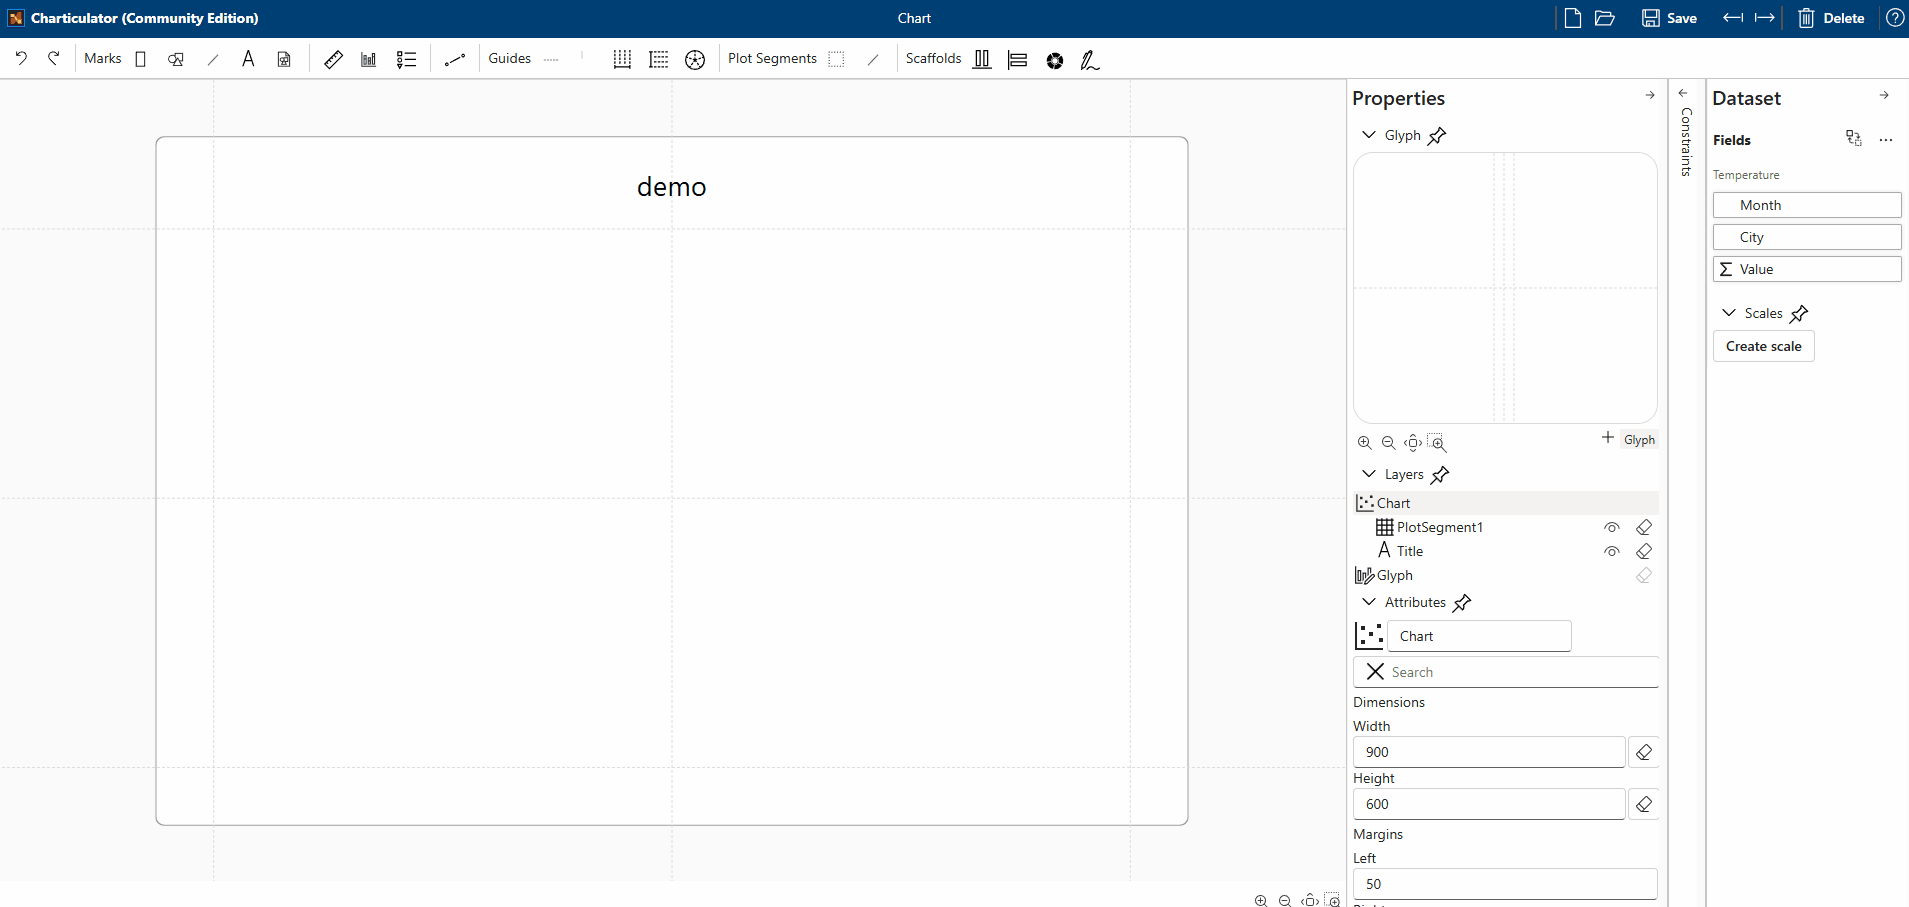 Charticulator (Community Edition)
Chart
Save
Delete
Marks
Guides
Plot Segments
Scaffolds
demo
Properties
Glyph
Glyph
Layers
Chart
PlotSegment1
Title
Glyph
Attributes
Chart
Search
Dimensions
Width
900
Height
600
Margins
Left
50
Constraints
Dataset
Fields
Temperature
Month
City
Value
Scales
Create scale